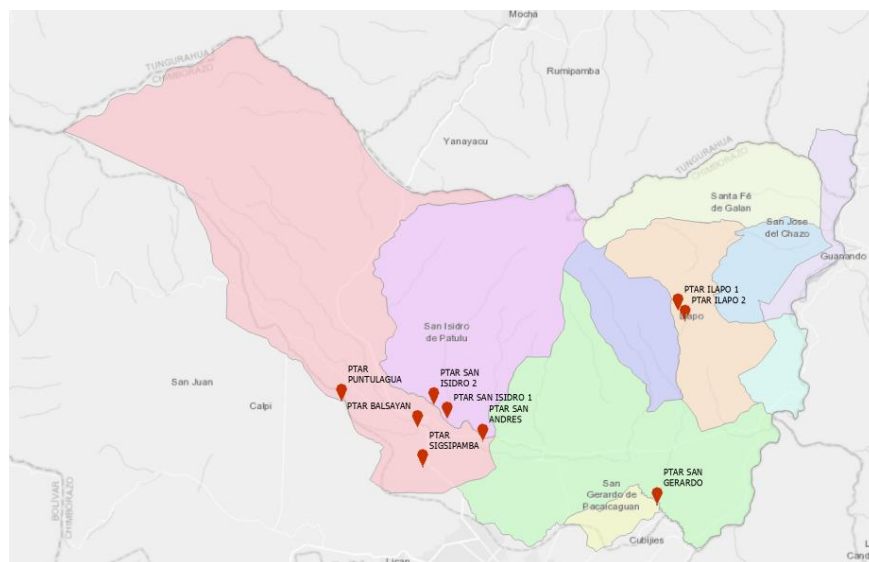 Mocha
TUNGURAHUA
CHIMBORAZO
Rumipamba
Yanayacu
TUNGURAHUA
CHIMBORAZO
Santa Fé
de Galan
San Jose
del Chazo
Guanando
PTAR ILAPO 1
PTAR ILAPO 2
Ilapo
San Isidro
de Patulu
PTAR
PUNTULAGUA
PTAR SAN
ISIDRO 2
San Juan
PTAR SAN ISIDRO 1
Calpi
PTAR BALSAYAN
PTAR SAN
ANDRES
PTAR
SIGSIPAMBA
PTAR SAN
GERARDO
San
Gerardo de
Pacaicaguan
BOLIVAR
CHIMBORAZO
Cubijies
Lican